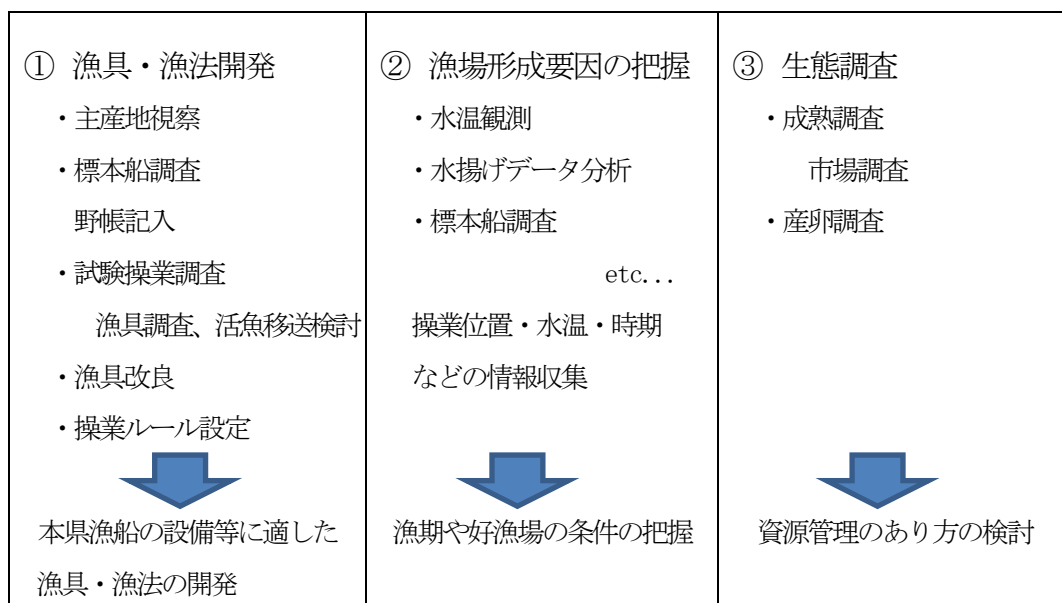 ① 漁具・漁法開発
・主産地視察
・標本船調査
野帳記入
・試験操業調査
漁具調査、活魚移送検討
・漁具改良
・操業ルール設定
本県漁船の設備等に適した
漁具・漁法の開発
② 漁場形成要因の把握
・水温観測
・水揚げデータ分析
・標本船調査
etc...
操業位置・水温・時期
などの情報収集
漁期や好漁場の条件の把握
③ 生態調査
・成熟調査
市場調査
・産卵調査
資源管理のあり方の検討